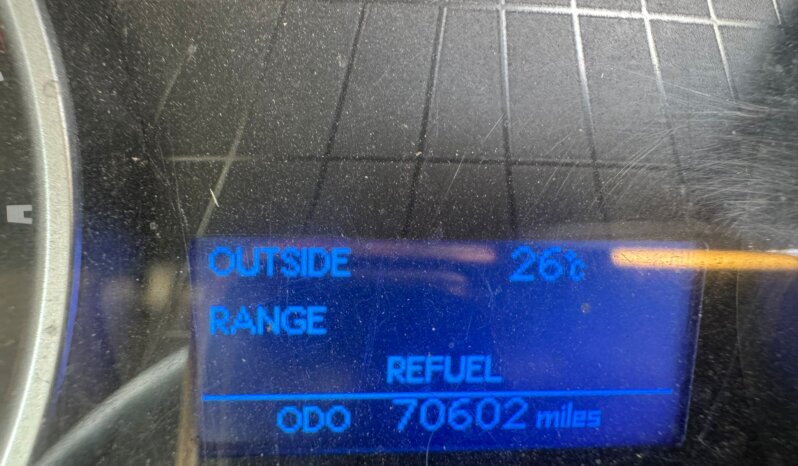 OUTSIDE 26℃
RANGE
REFUEL
ODO 70602 miles